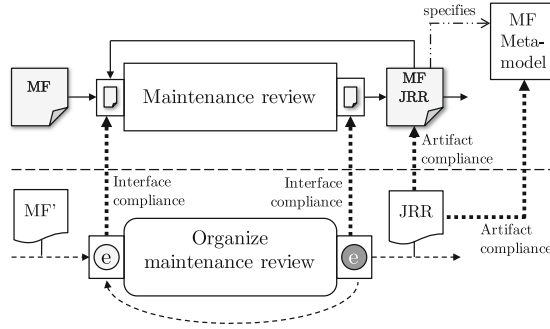 specifies
MF
Meta-
model
MF
Maintenance review
MF
JRR
Artifact
compliance
Interface
compliance
Interface
compliance
MF'
JRR
Organize
maintenance review
e
e
Artifact
compliance